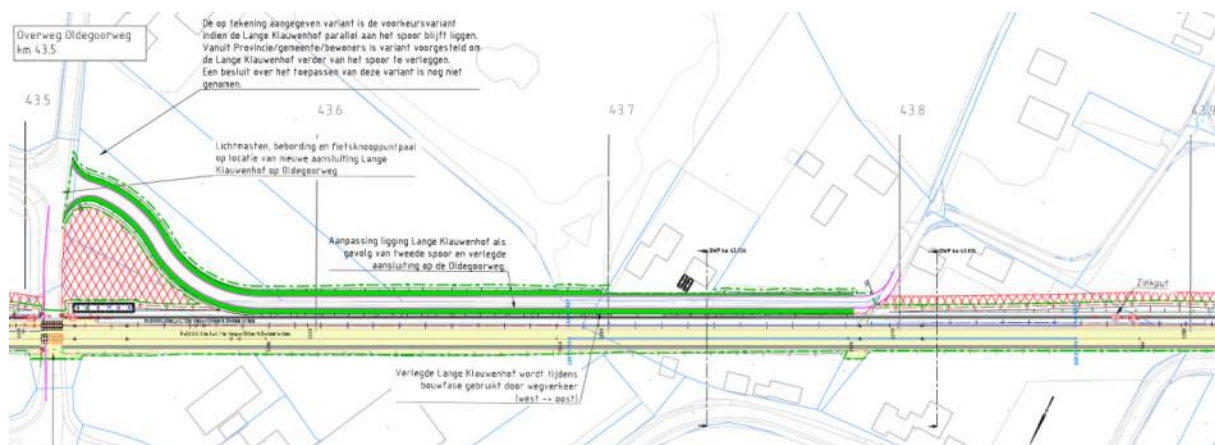 De op tekening aangegeven variant is de voorkeursvariant
indien de Lange Klauwenhof parallel aan het spoor blijft liggen.
Vanuit Provincie/gemeente/bewoners is variant voorgesteld om
de Lange Klauwenhof verder van het spoor te verleggen.
Een besluit over het toepassen van deze variant is nog niet
genomen.
Overweg Oldegoorweg
km 43.5
43.5
43.6
43.7
43.8
43.9
Lichtmasten, bebording en fietsknooppuntpaal
op locatie van nieuwe aansluiting Lange
Klauwenhof op Oldegoorweg
Aanpassing ligging Lange Klauwenhof als
gevolg van tweede spoor en verlegde
aansluiting op de Oldegoorweg.
Zinkput
Verlegde Lange Klauwenhof wordt tijdens
bouwfase gebruikt door wegverkeer
(west -> oost)